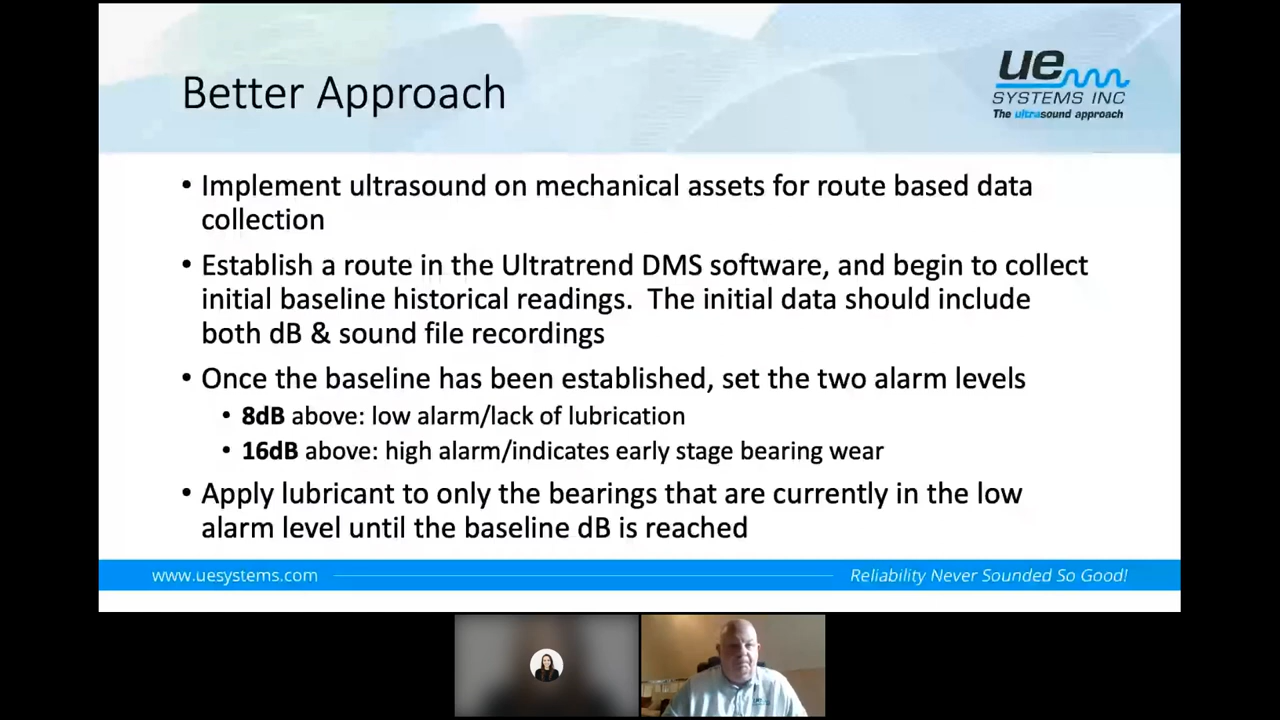 Better Approach
ue
SYSTEMS INC
The ultrasound approach
• Implement ultrasound on mechanical assets for route based data
collection
• Establish a route in the Ultratrend DMS software, and begin to collect
initial baseline historical readings. The initial data should include
both dB & sound file recordings
• Once the baseline has been established, set the two alarm levels
• 8dB above: low alarm/lack of lubrication
• 16dB above: high alarm/indicates early stage bearing wear
• Apply lubricant to only the bearings that are currently in the low
alarm level until the baseline dB is reached
www.uesystems.com
Reliability Never Sounded So Good!